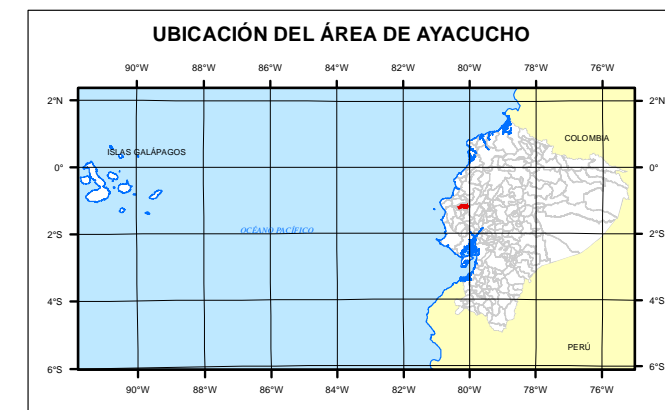 UBICACIÓN DEL ÁREA DE AYACUCHO
90°W 88°W 86°W 84°W 82°W 80°W 78°W 76°W
2°N 2°N
COLOMBIA
ISLAS GALÁPAGOS
0° 0°
OCÉANO PACÍFICO
2°S 2°S
4°S 4°S
PERÚ
6°S 6°S
90°W 88°W 86°W 84°W 82°W 80°W 78°W 76°W